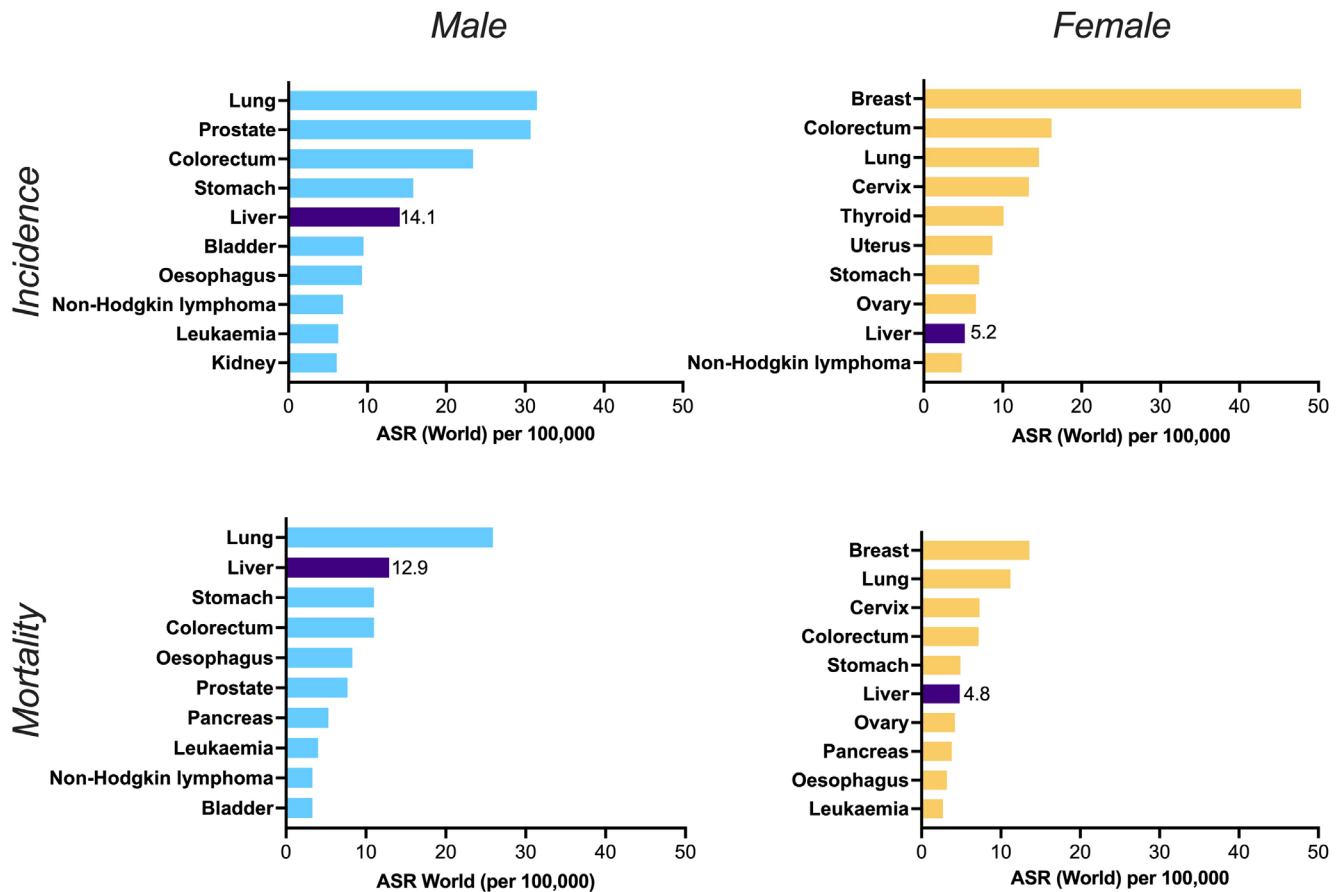 Male
Female
Incidence
Lung
Prostate
Colorectum
Stomach
Liver
14.1
Bladder
Oesophagus
Non-Hodgkin lymphoma
Leukaemia
Kidney
0 10 20 30 40 50
ASR (World) per 100,000
Breast
Colorectum
Lung
Cervix
Thyroid
Uterus
Stomach
Ovary
Liver
5.2
Non-Hodgkin lymphoma
0 10 20 30 40 50
ASR (World) per 100,000
Mortality
Lung
Liver
12.9
Stomach
Colorectum
Oesophagus
Prostate
Pancreas
Leukaemia
Non-Hodgkin lymphoma
Bladder
0 10 20 30 40 50
ASR World (per 100,000)
Breast
Lung
Cervix
Colorectum
Stomach
Liver
4.8
Ovary
Pancreas
Oesophagus
Leukaemia
0 10 20 30 40 50
ASR (World) per 100,000